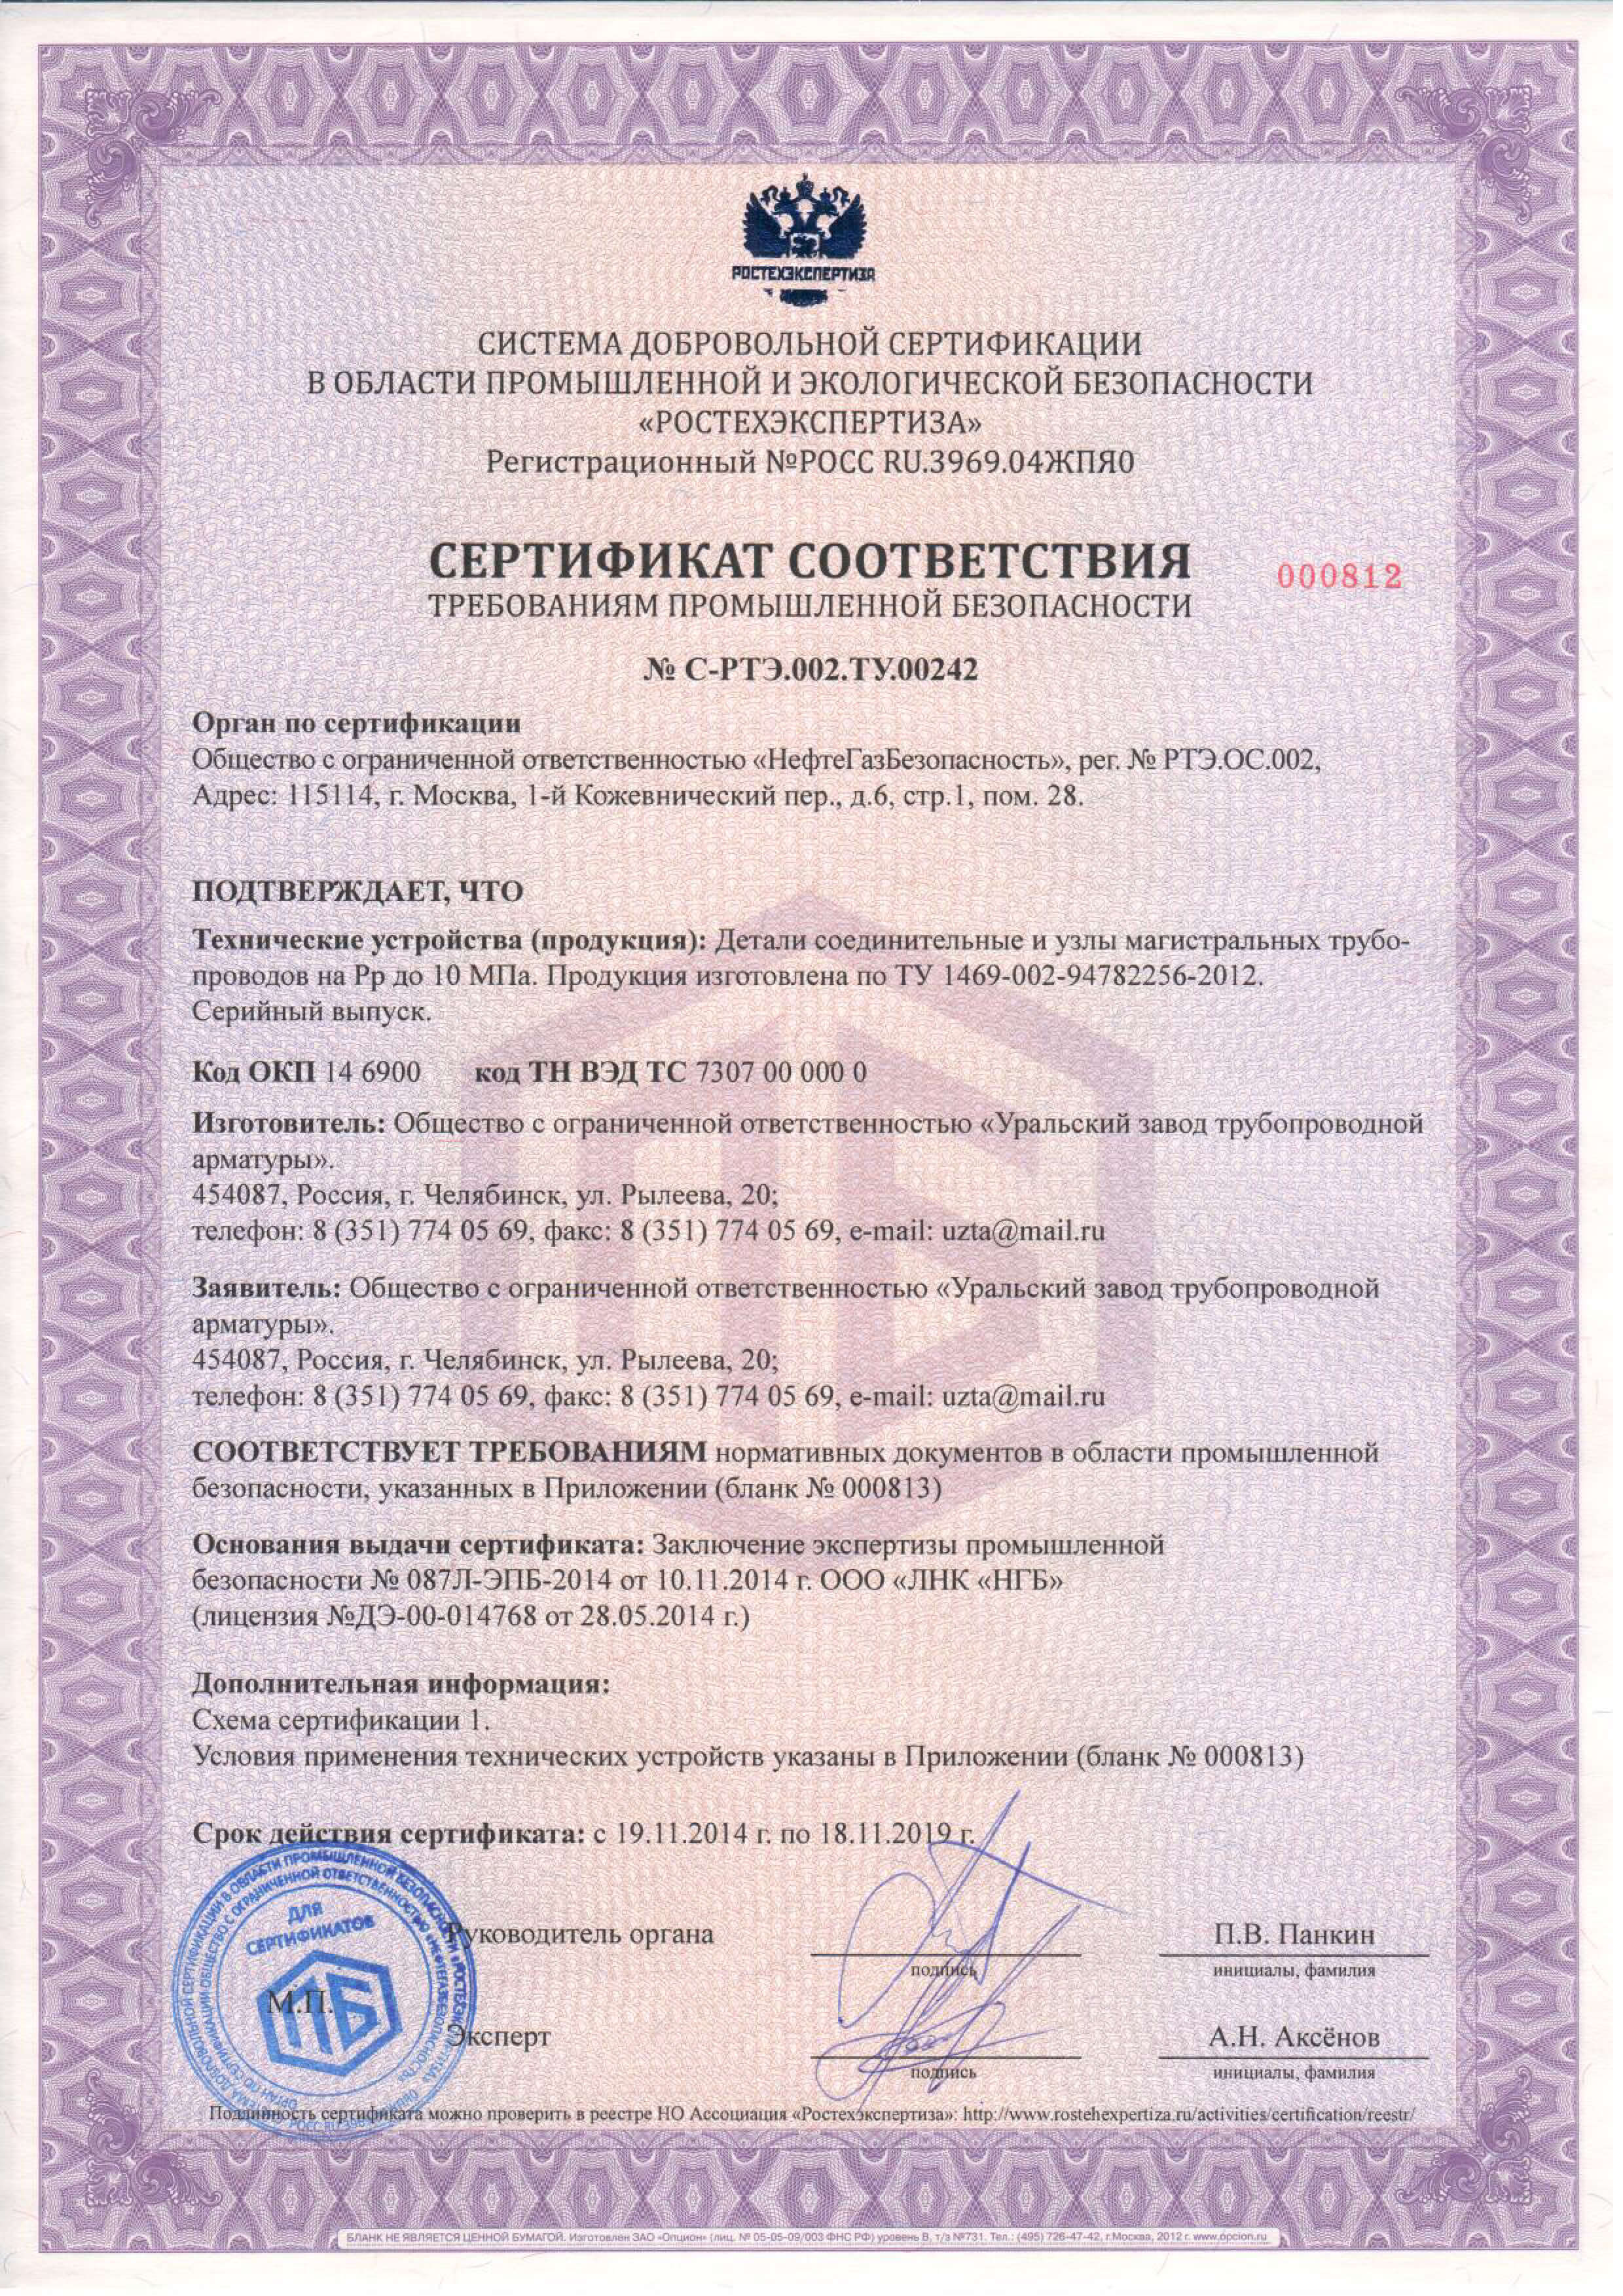 РОСТЕХЭКСПЕРТИЗА
СИСТЕМА ДОБРОВОЛЬНОЙ СЕРТИФИКАЦИИ
В ОБЛАСТИ ПРОМЫШЛЕННОЙ И ЭКОЛОГИЧЕСКОЙ БЕЗОПАСНОСТИ
«РОСТЕХЭКСПЕРТИЗА»
Регистрационный №РОСС RU.3969.04ЖПЯ0
СЕРТИФИКАТ СООТВЕТСТВИЯ
000812
ТРЕБОВАНИЯМ ПРОМЫШЛЕННОЙ БЕЗОПАСНОСТИ
№ С-РТЭ.002.ТУ.00242
Орган по сертификации
Общество с ограниченной ответственностью «НефтеГазБезопасность», рег. № РТЭ.ОС.002,
Адрес: 115114, г. Москва, 1-й Кожевнический пер., д.6, стр.1, пом. 28.
ПОДТВЕРЖДАЕТ, ЧТО
Технические устройства (продукция): Детали соединительные и узлы магистральных трубо-
проводов на Рр до 10 МПа. Продукция изготовлена по ТУ 1469-002-94782256-2012.
Серийный выпуск.
Код ОКП 14 6900 код ТН ВЭД ТС 7307 00 000 0
Изготовитель: Общество с ограниченной ответственностью «Уральский завод трубопроводной
арматуры».
454087, Россия, г. Челябинск, ул. Рылеева, 20;
телефон: 8 (351) 774 05 69, факс: 8 (351) 774 05 69, e-mail: uzta@mail.ru
Заявитель: Общество с ограниченной ответственностью «Уральский завод трубопроводной
арматуры».
454087, Россия, г. Челябинск, ул. Рылеева, 20;
телефон: 8 (351) 774 05 69, факс: 8 (351) 774 05 69, e-mail: uzta@mail.ru
СООТВЕТСТВУЕТ ТРЕБОВАНИЯМ нормативных документов в области промышленной
безопасности, указанных в Приложении (бланк № 000813)
Основания выдачи сертификата: Заключение экспертизы промышленной
безопасности № 087Л-ЭПБ-2014 от 10.11.2014 г. ООО «ЛНК «НГБ»
(лицензия №ДЭ-00-014768 от 28.05.2014 г.)
Дополнительная информация:
Схема сертификации 1.
Условия применения технических устройств указаны в Приложении (бланк № 000813)
Срок действия сертификата: с 19.11.2014 г. по 18.11.2019 г.
ДЛЯ
СЕРТИФИКАТОВ
ПБ
М.П.
Руководитель органа
подпись
П.В. Панкин
инициалы, фамилия
Эксперт
подпись
А.Н. Аксёнов
инициалы, фамилия
Подлинность сертификата можно проверить в реестре НО Ассоциация «Ростехэкспертиза»: http://www.rostehexpertiza.ru/activities/certification/reestr/
БЛАНК НЕ ЯВЛЯЕТСЯ ЦЕННОЙ БУМАГОЙ. Изготовлен ЗАО «Опцион» (лиц. № 05-05-09/003 ФНС РФ) уровень В, т/з №731. Тел.: (495) 726-47-42, г.Москва, 2012 г. www.opcion.ru